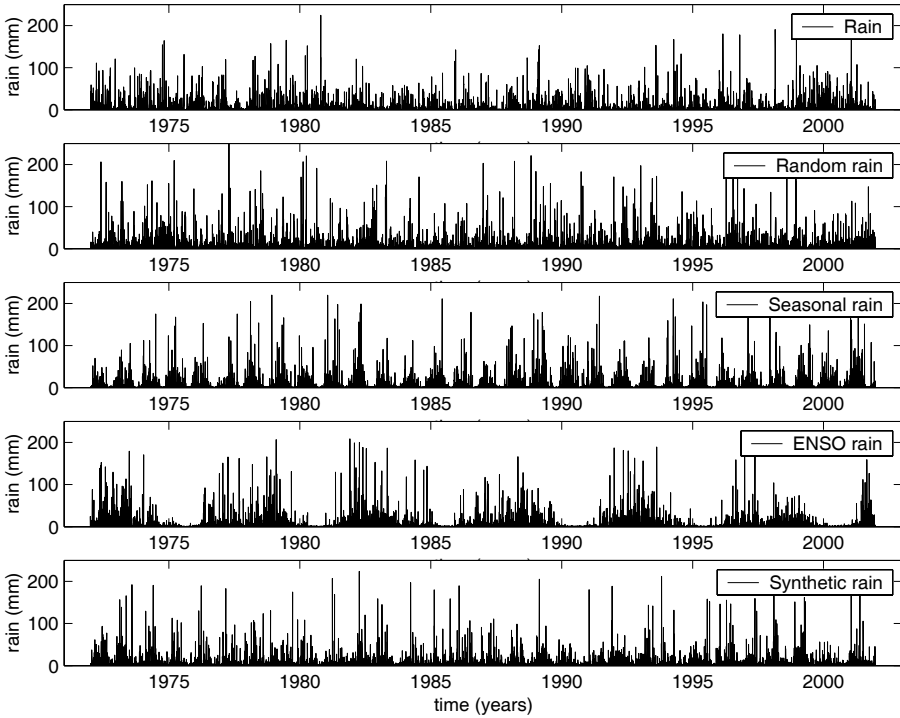 200
100
0
rain (mm)
Rain
1975 1980 1985 1990 1995 2000
200
100
0
rain (mm)
Random rain
1975 1980 1985 1990 1995 2000
200
100
0
rain (mm)
Seasonal rain
1975 1980 1985 1990 1995 2000
200
100
0
rain (mm)
ENSO rain
1975 1980 1985 1990 1995 2000
200
100
0
rain (mm)
Synthetic rain
1975 1980 1985 1990 1995 2000
time (years)